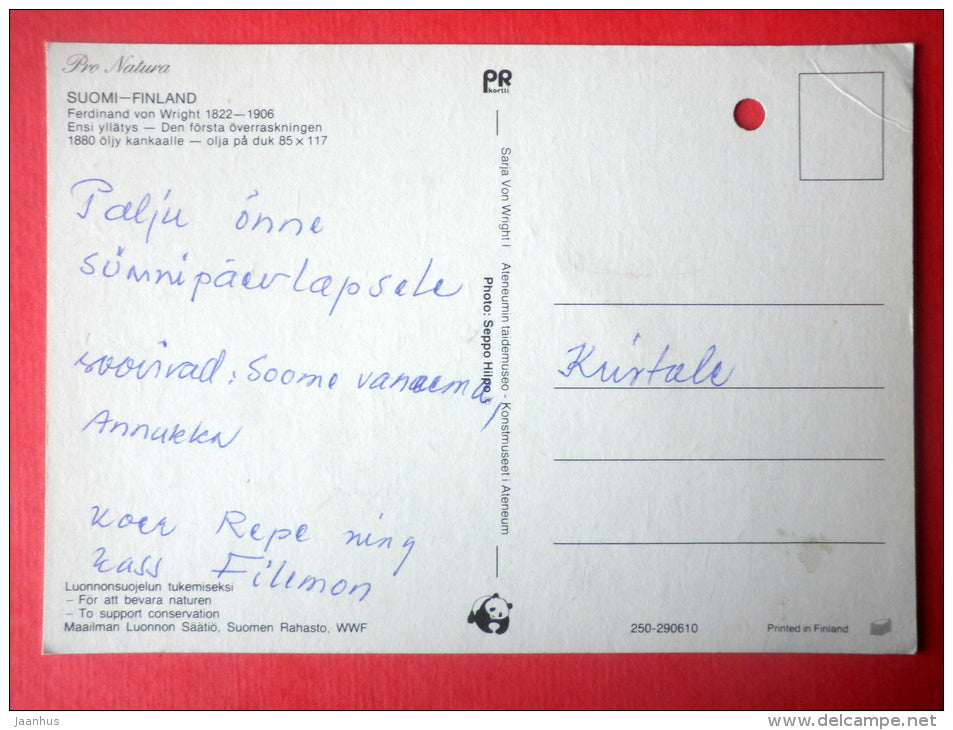 Pro Natura
SUOMI—FINLAND
Ferdinand von Wright 1822—1906
Ensi yllätys — Den första överraskningen
1880 öljy kankaalle — olja på duk 85 x 117
Palju õnne
sünnipäevlapsele
soovivad: Soome vanaema,
Annukka
koer Repe ning
kass Filemon
Luonnonsuojelun tukemiseksi
– För att bevara naturen
– To support conservation
Maailman Luonnon Säätiö, Suomen Rahasto, WWF
PR
kortti
Sarja Von Wright I Ateneumin taidemuseo - Konstmuseet i Ateneum
Photo: Seppo Hilpo
Kristale
250-290610
Printed in Finland
Jaanhus
www.delcampe.net